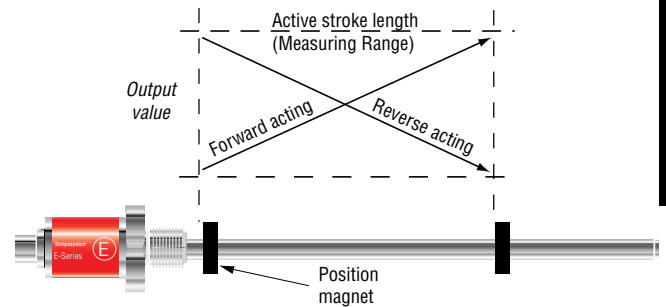 Active stroke length
(Measuring Range)
Output
value
Forward acting
Reverse acting
Temposonics®
E-Series
E
Position
magnet